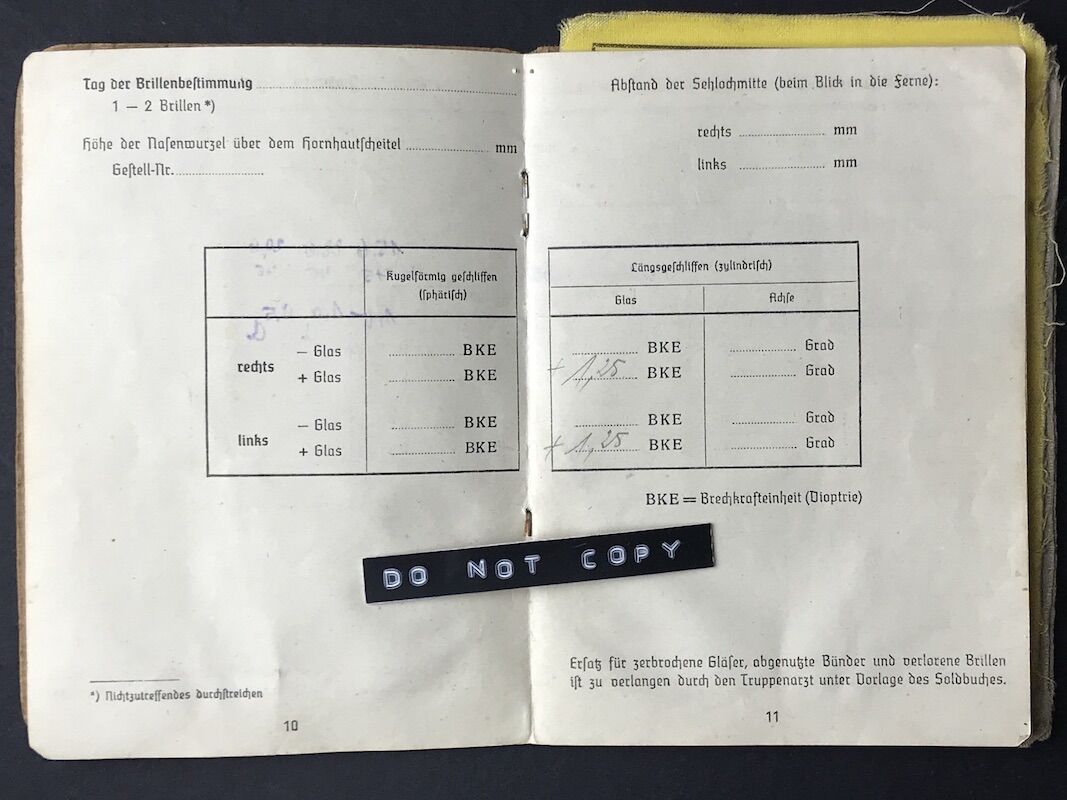 Tag der Brillenbestimmung
1 — 2 Brillen *)
Höhe der Nasenwurzel über dem Hornhautscheitel mm
Gestell-Nr.
Kugelförmig geschliffen
(sphärisch)
rechts
— Glas BKE
+ Glas BKE
links
— Glas BKE
+ Glas BKE
*) Nichtzutreffendes durchstreichen
10
Abstand der Sehlochmitte (beim Blick in die Ferne):
rechts mm
links mm
Längsgeschliffen (zylindrisch)
Glas Achse
BKE Grad
+ 1,25 BKE Grad
BKE Grad
+ 1,25 BKE Grad
BKE = Brechkrafteinheit (Dioptrie)
DO NOT COPY
Ersatz für zerbrochene Gläser, abgenutzte Bänder und verlorene Brillen
ist zu verlangen durch den Truppenarzt unter Vorlage des Soldbuches.
11